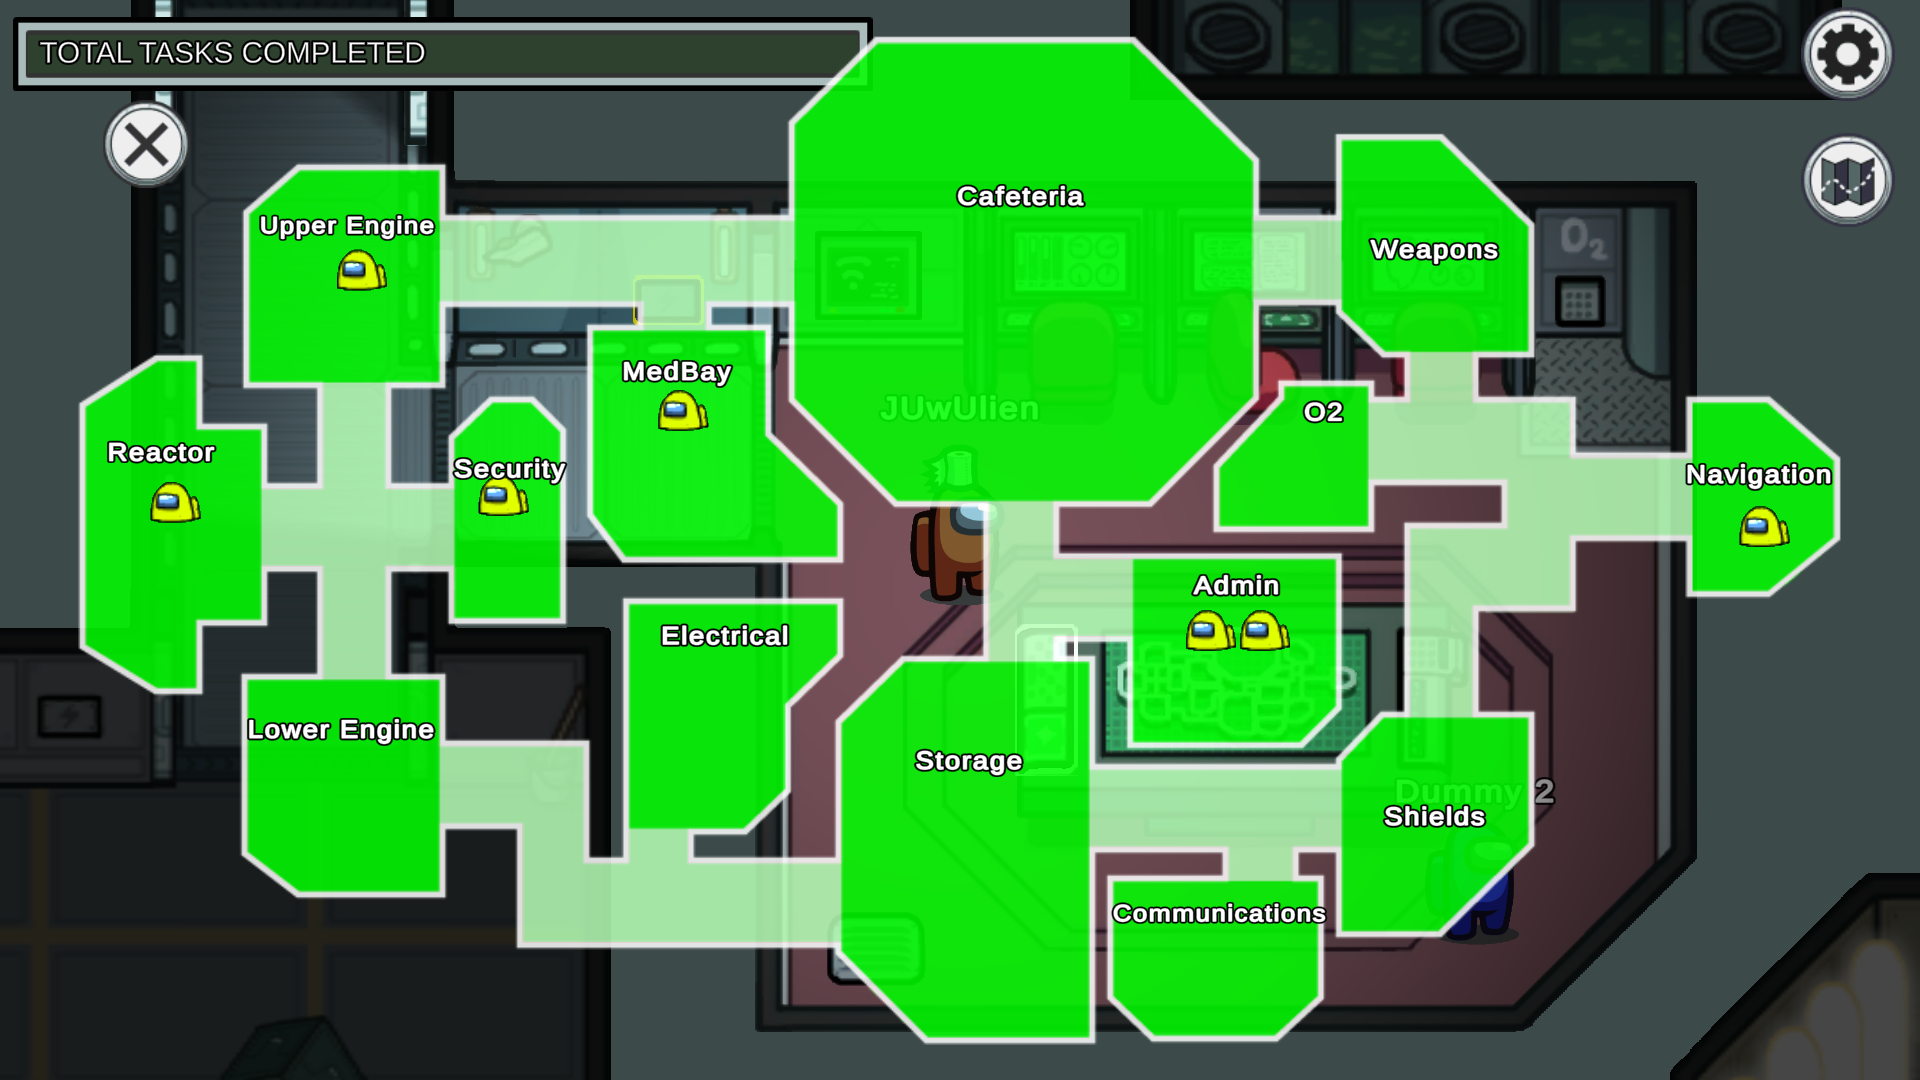 TOTAL TASKS COMPLETED
Cafeteria
Upper Engine
Weapons
O2
MedBay
JUwUlien
O2
Reactor
Security
Navigation
Admin
Electrical
Lower Engine
Storage
Dummy 2
Shields
Communications